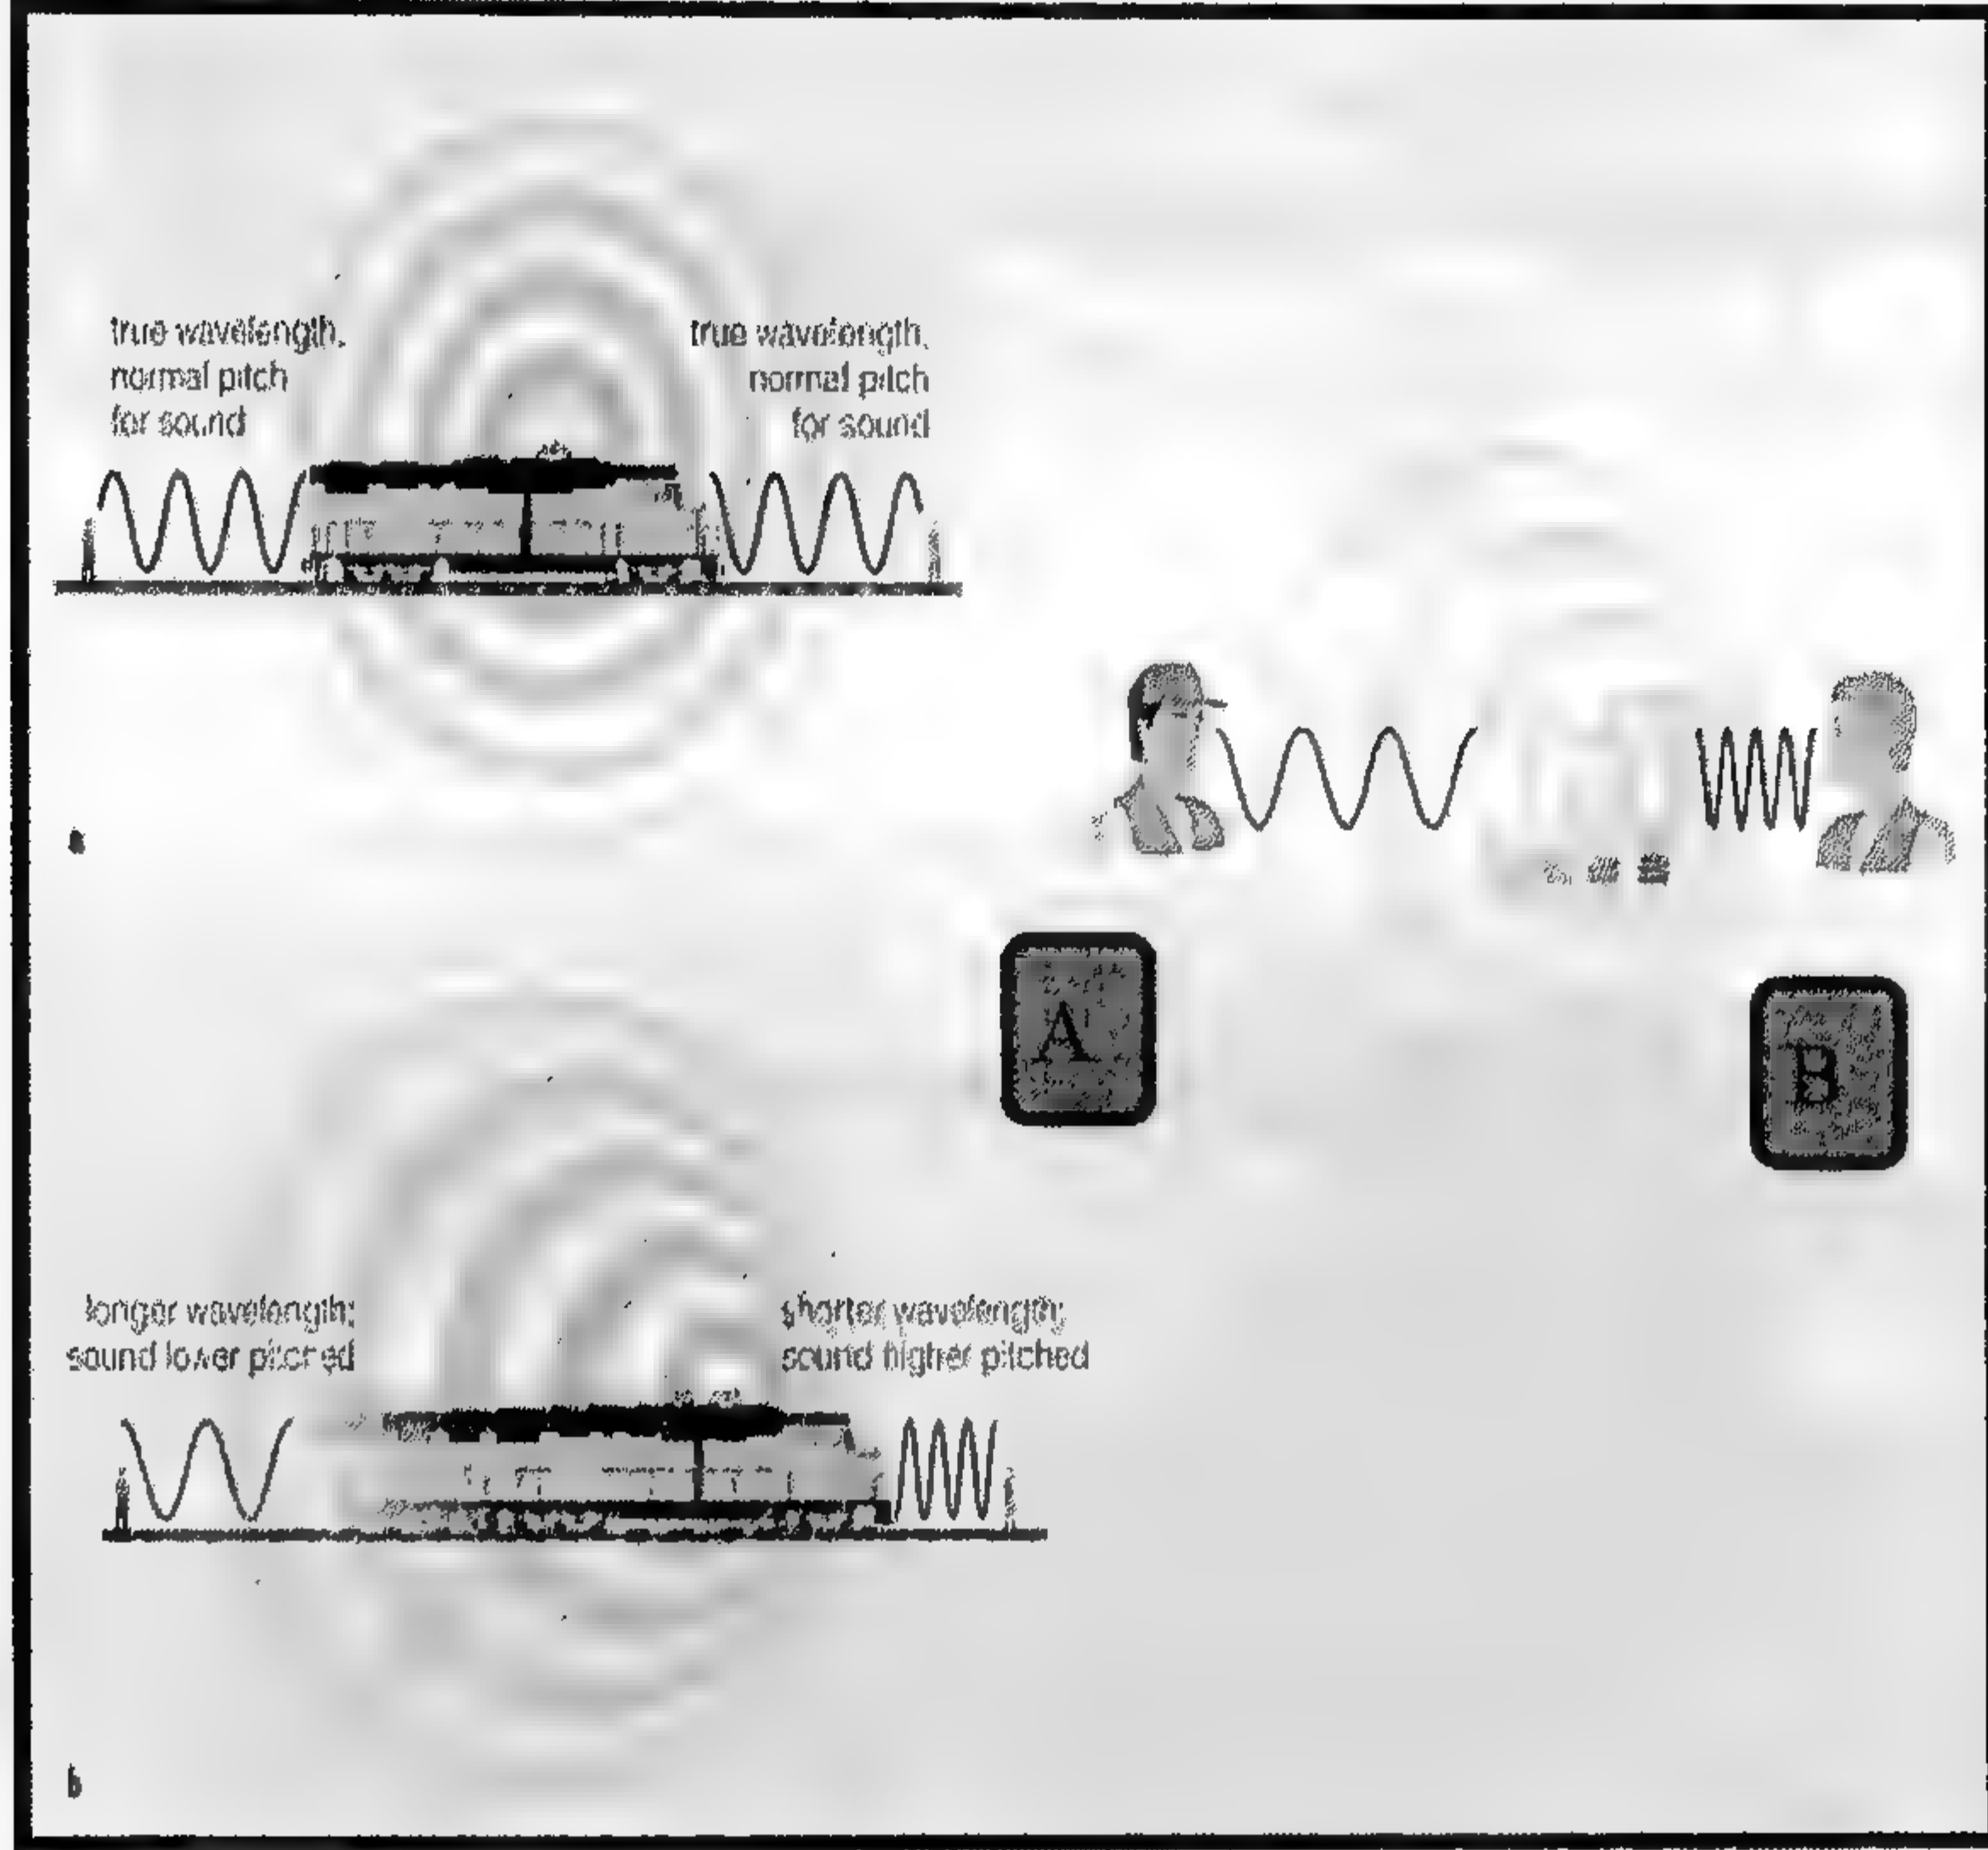 true wavelength,
normal pitch
for sound
true wavelength,
normal pitch
for sound
a
A
B
longer wavelength;
sound lower pitched
shorter wavelength;
sound higher pitched
b